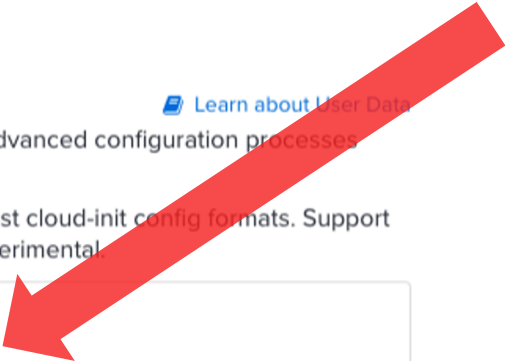 Learn about User Data
dvanced configuration processes
st cloud-init config formats. Support
erimental.